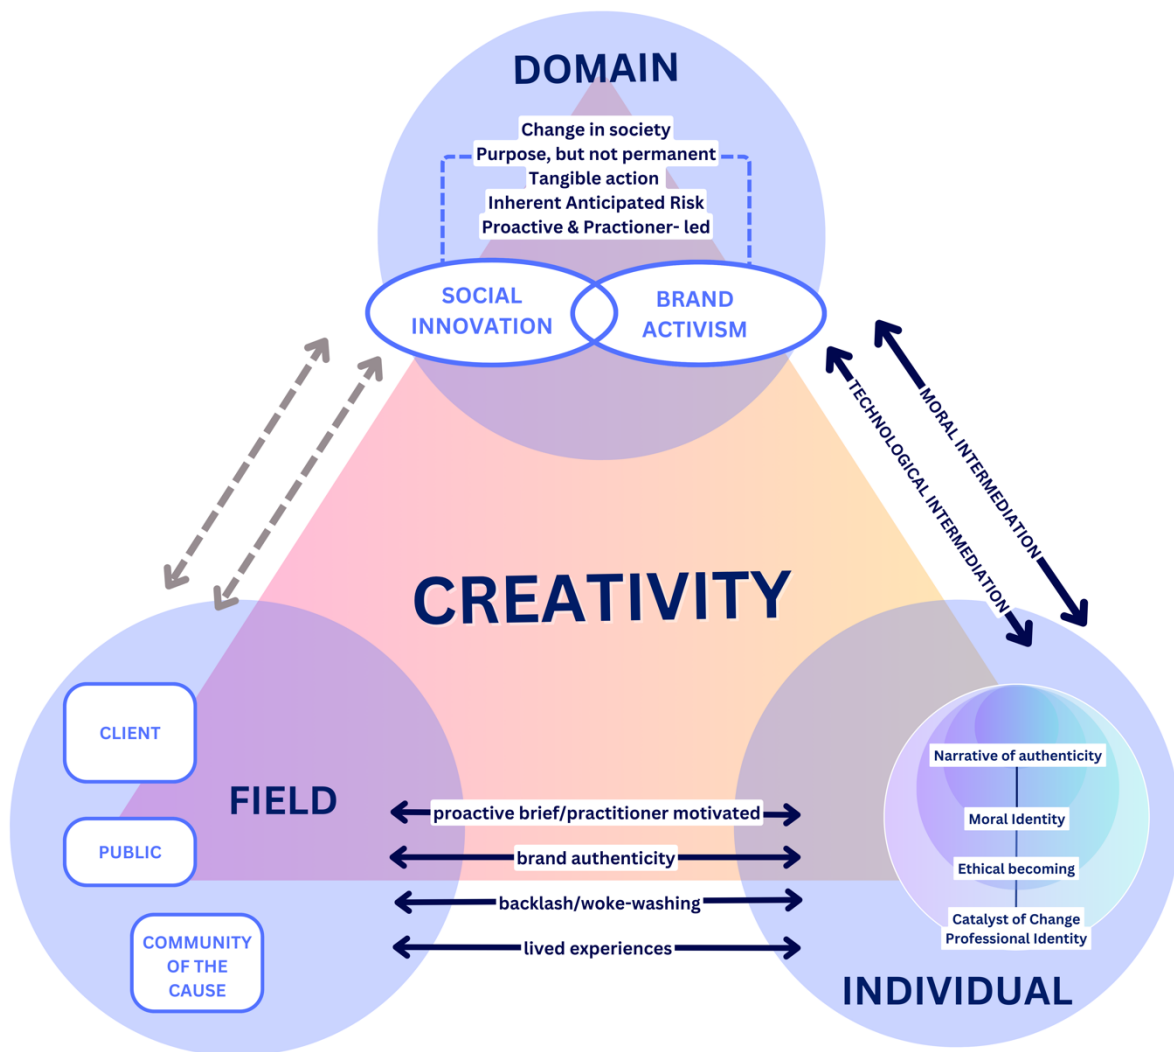 DOMAIN
Change in society
Purpose, but not permanent
Tangible action
Inherent Anticipated Risk
Proactive & Practioner- led
SOCIAL
INNOVATION
BRAND
ACTIVISM
MORAL INTERMEDIATION
TECHNOLOGICAL INTERMEDIATION
CREATIVITY
CLIENT
FIELD
PUBLIC
COMMUNITY
OF THE
CAUSE
proactive brief/practitioner motivated
brand authenticity
backlash/woke-washing
lived experiences
Narrative of authenticity
Moral Identity
Ethical becoming
Catalyst of Change
Professional Identity
INDIVIDUAL